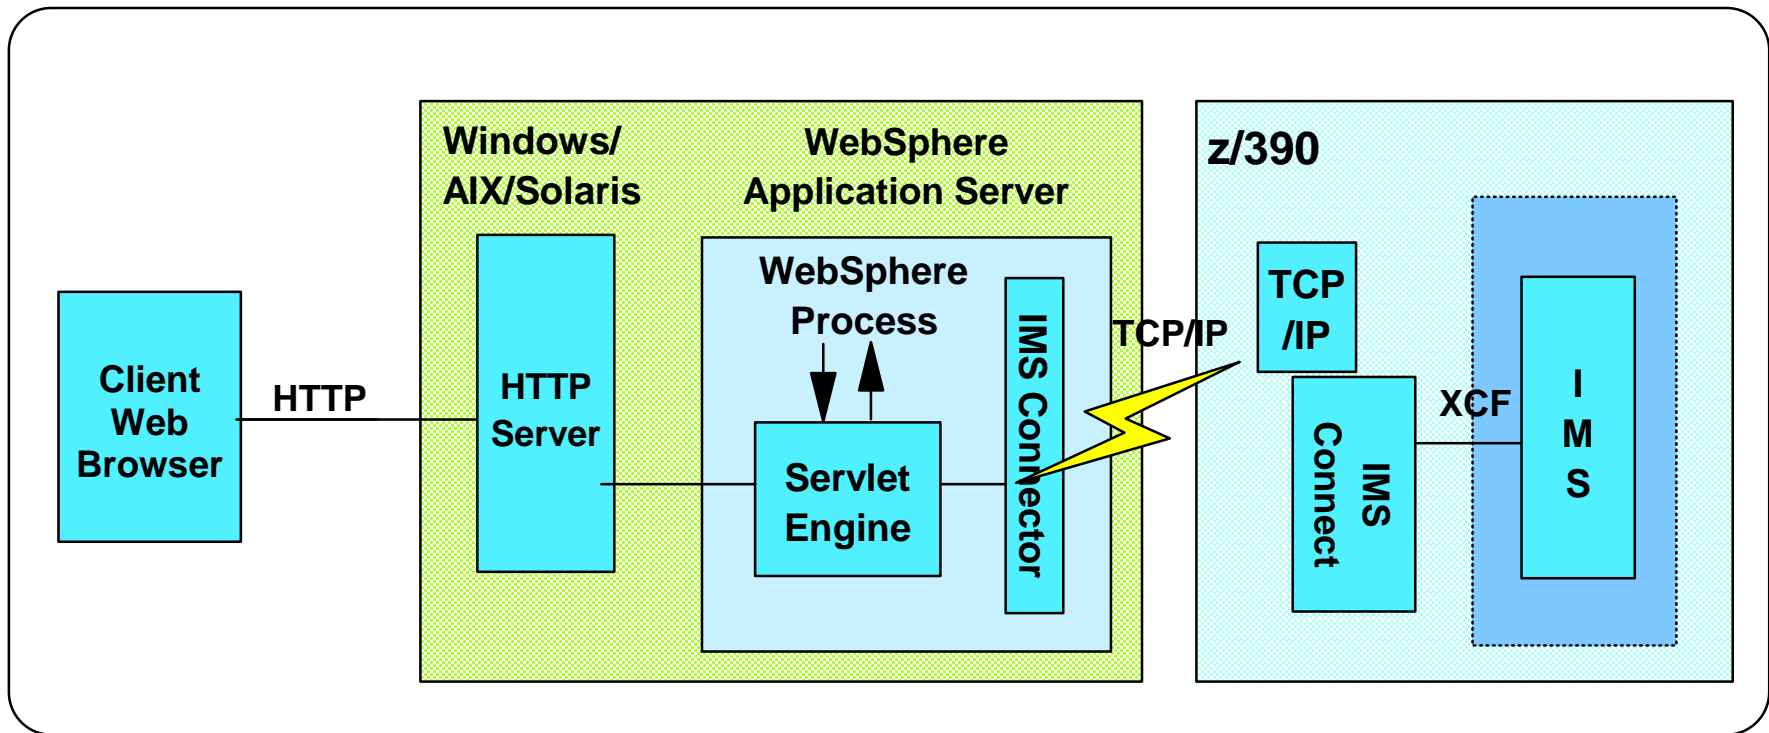 Client
Web
Browser
HTTP
Windows/
AIX/Solaris
HTTP
Server
WebSphere
Application Server
WebSphere
Process
Servlet
Engine
IMS Connector
TCP/IP
z/390
TCP
/IP
IMS
Connect
XCF
I
M
S